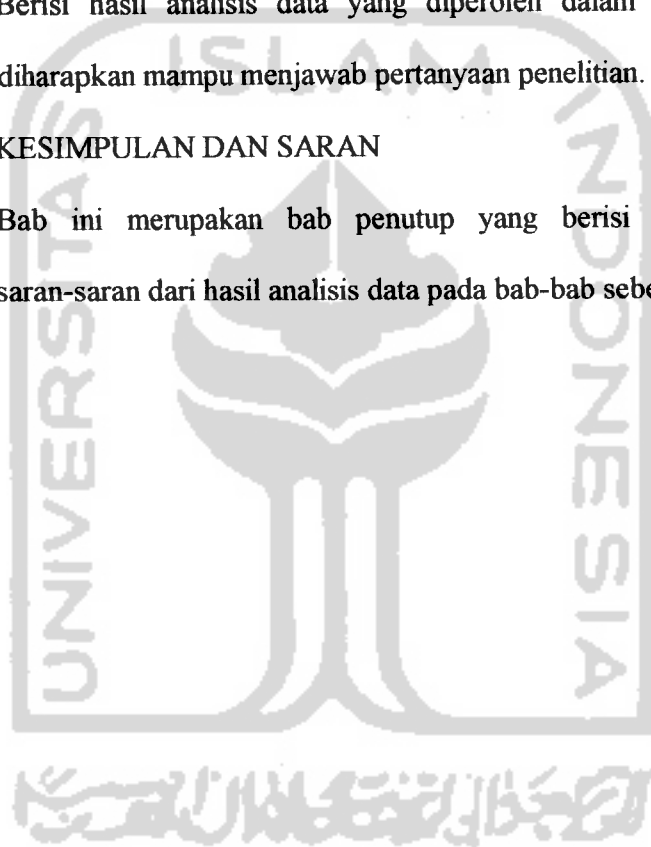 Berisi hasil analisis data yang diperoleh dalam
diharapkan mampu menjawab pertanyaan penelitian.
KESIMPULAN DAN SARAN
Bab ini merupakan bab penutup yang berisi
saran-saran dari hasil analisis data pada bab-bab sebe
ISLAM
UNIVERSITAS
INDONESIA